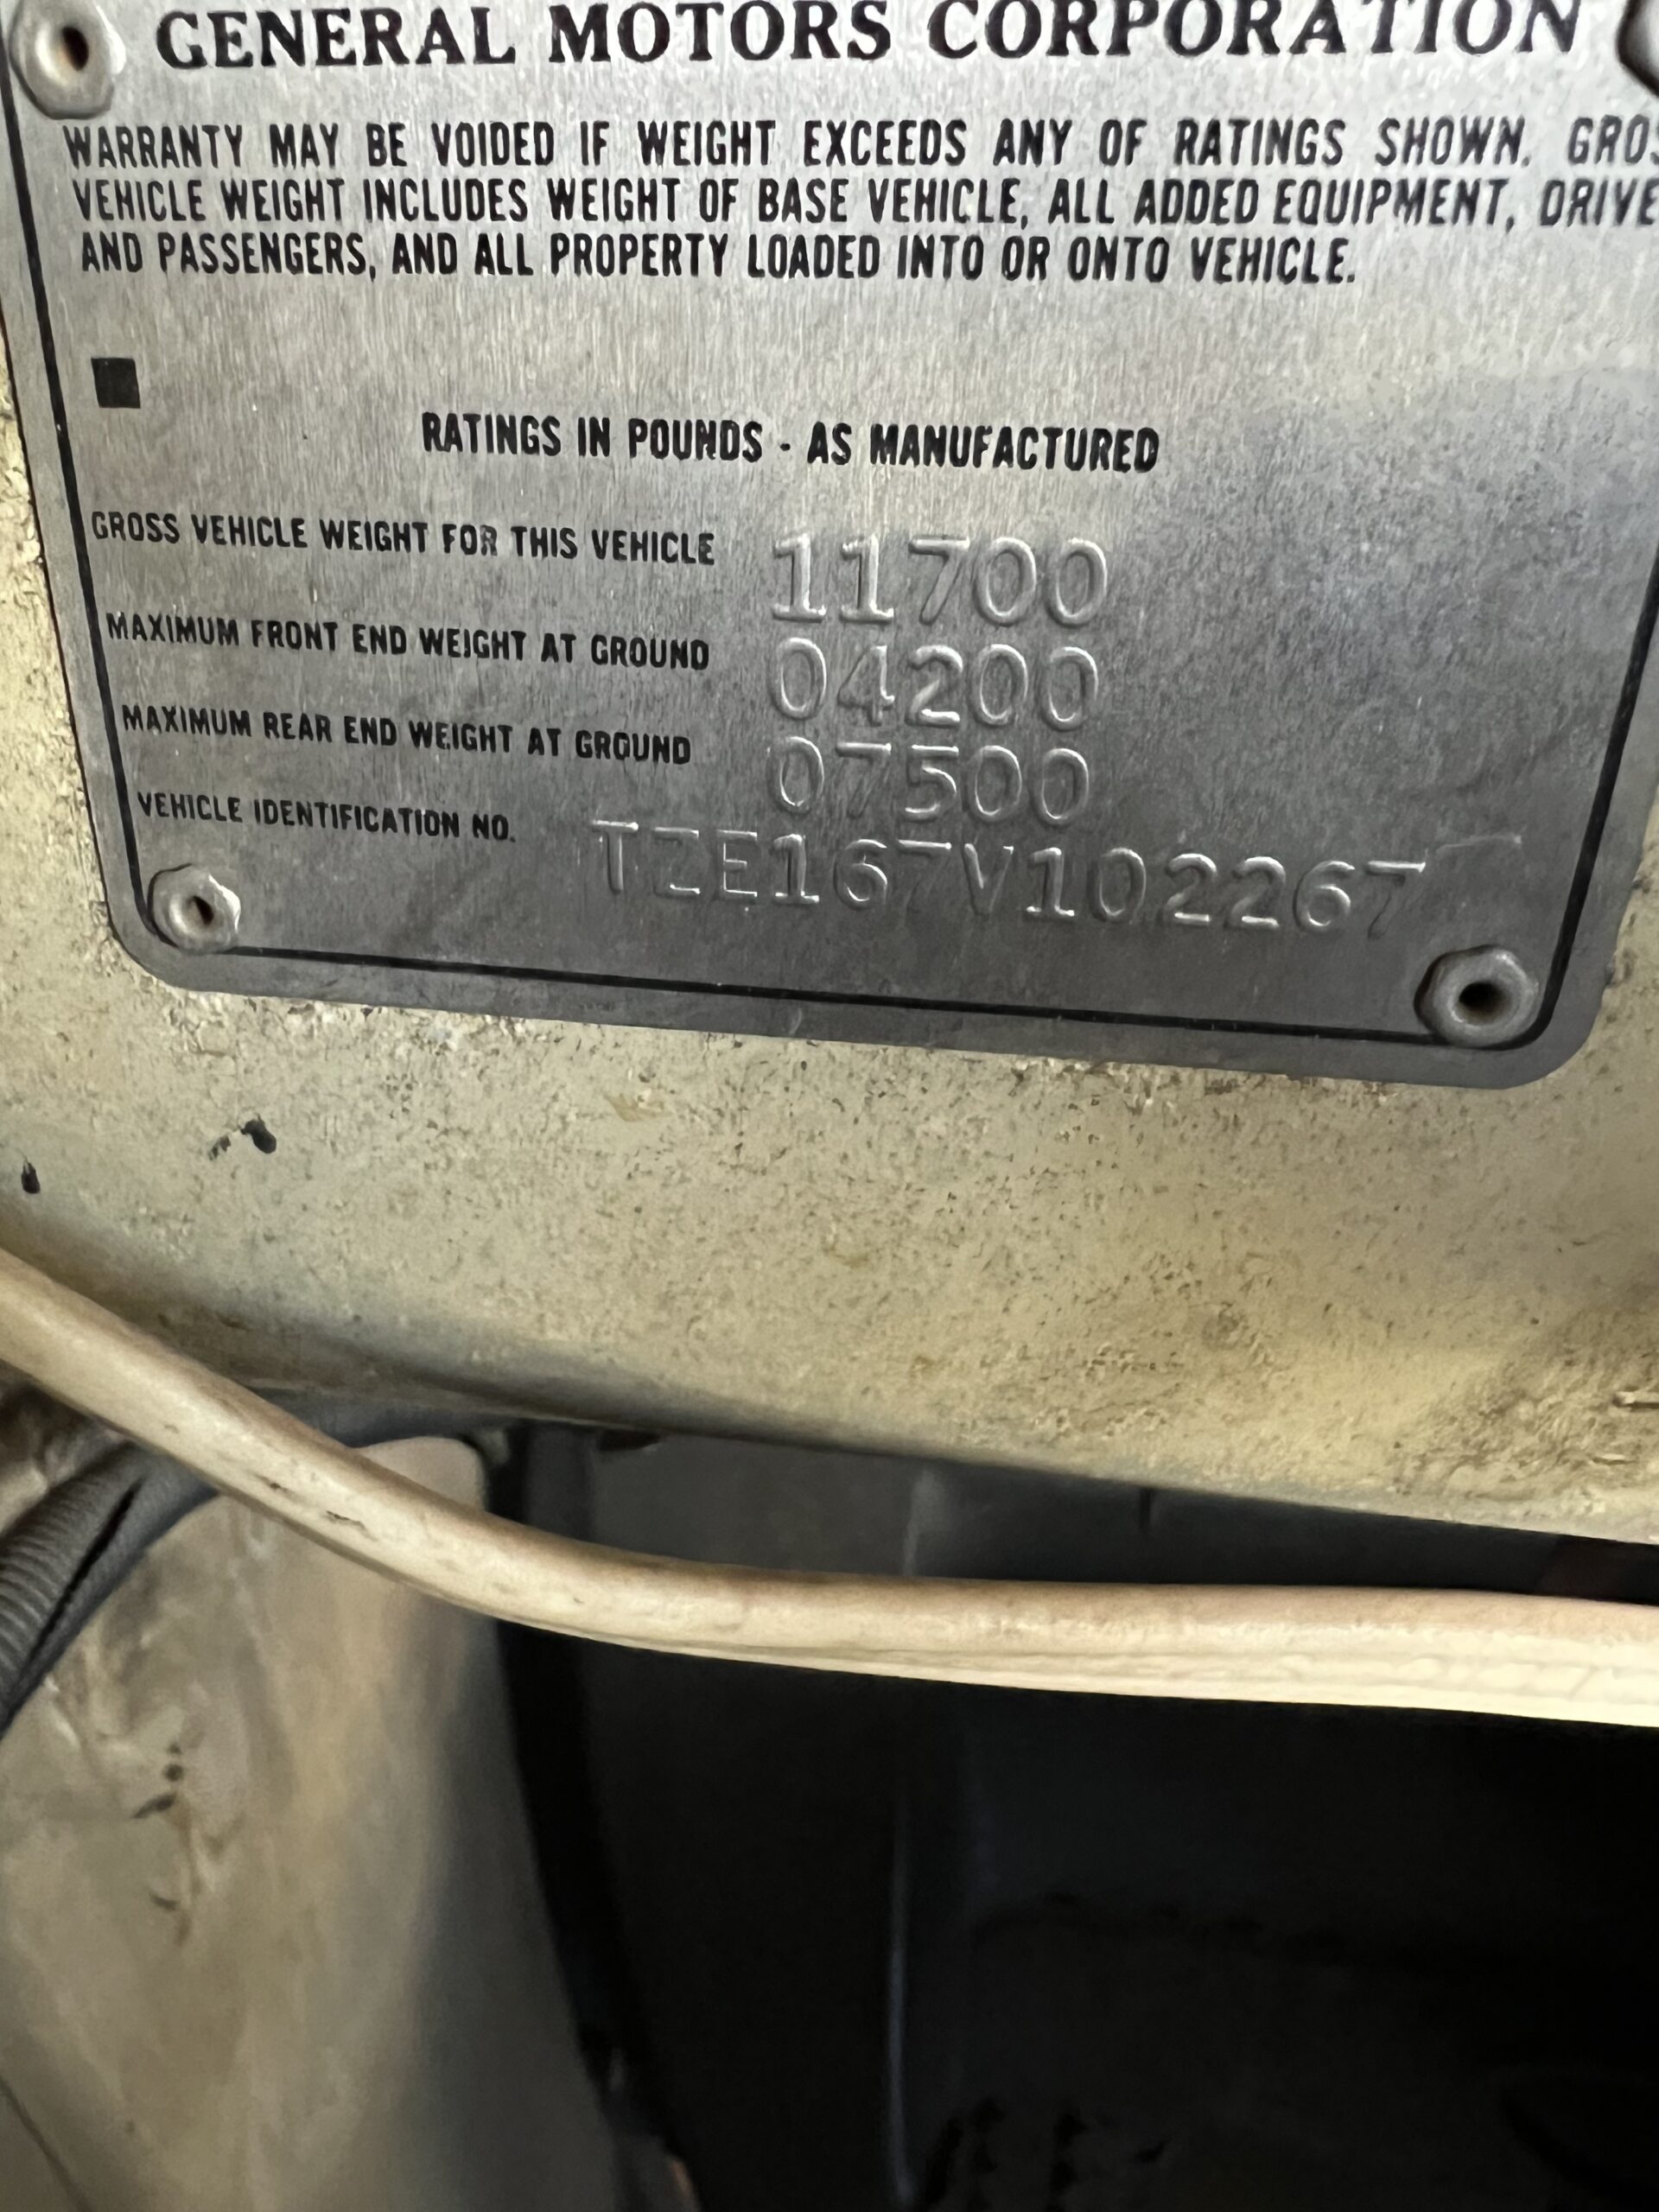 GENERAL MOTORS CORPORATION
WARRANTY MAY BE VOIDED IF WEIGHT EXCEEDS ANY OF RATINGS SHOWN. GROS
VEHICLE WEIGHT INCLUDES WEIGHT OF BASE VEHICLE, ALL ADDED EQUIPMENT, DRIVE
AND PASSENGERS, AND ALL PROPERTY LOADED INTO OR ONTO VEHICLE.
RATINGS IN POUNDS - AS MANUFACTURED
GROSS VEHICLE WEIGHT FOR THIS VEHICLE 11700
MAXIMUM FRONT END WEIGHT AT GROUND 04200
MAXIMUM REAR END WEIGHT AT GROUND 07500
VEHICLE IDENTIFICATION NO. TZE167V102267